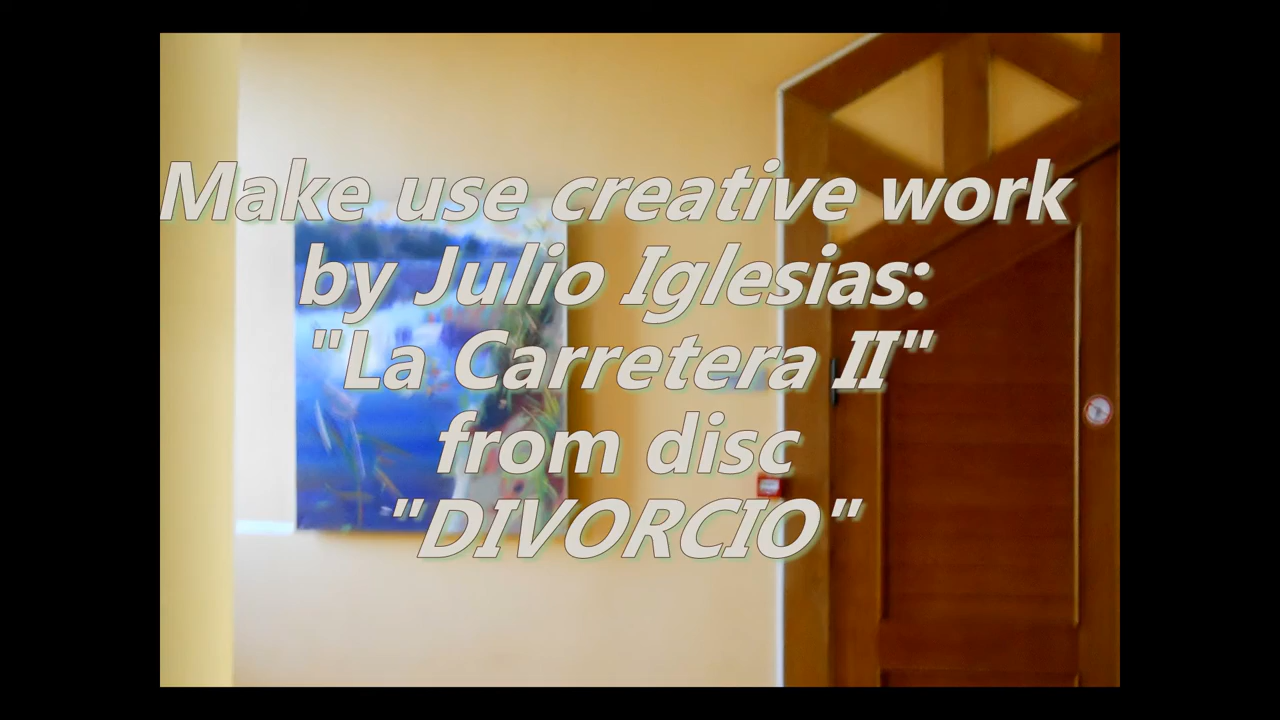 Make use creative work
by Julio Iglesias:
"La Carretera II"
from disc
"DIVORCIO"